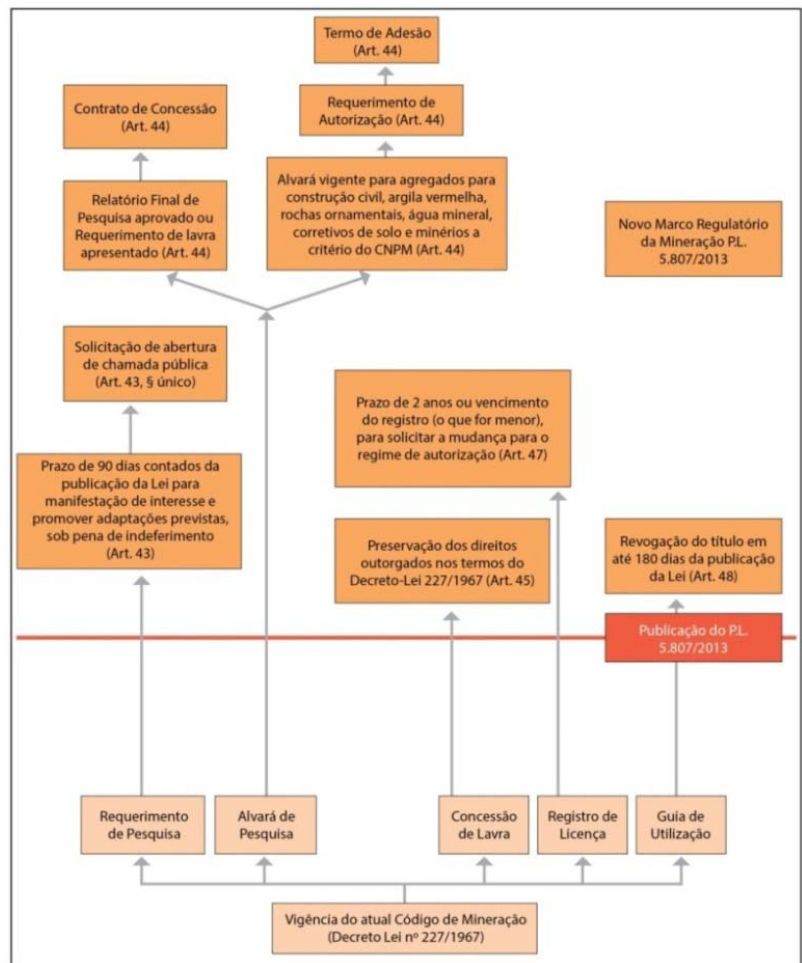 Termo de Adesão
(Art. 44)
Contrato de Concessão
(Art. 44)
Requerimento de
Autorização (Art. 44)
Relatório Final de
Pesquisa aprovado ou
Requerimento de lavra
apresentado (Art. 44)
Alvará vigente para agregados para
construção civil, argila vermelha,
rochas ornamentais, água mineral,
corretivos de solo e minérios a
critério do CNPM (Art. 44)
Novo Marco Regulatório
da Mineração P.L.
5.807/2013
Solicitação de abertura
de chamada pública
(Art. 43, § único)
Prazo de 2 anos ou vencimento
do registro (o que for menor),
para solicitar a mudança para o
regime de autorização (Art. 47)
Prazo de 90 dias contados da
publicação da Lei para
manifestação de interesse e
promover adaptações previstas,
sob pena de indeferimento
(Art. 43)
Preservação dos direitos
outorgados nos termos do
Decreto-Lei 227/1967 (Art. 45)
Revogação do título em
até 180 dias da publicação
da Lei (Art. 48)
Publicação do P.L.
5.807/2013
Requerimento
de Pesquisa
Alvará de
Pesquisa
Concessão
de Lavra
Registro de
Licença
Guia de
Utilização
Vigência do atual Código de Mineração
(Decreto Lei nº 227/1967)